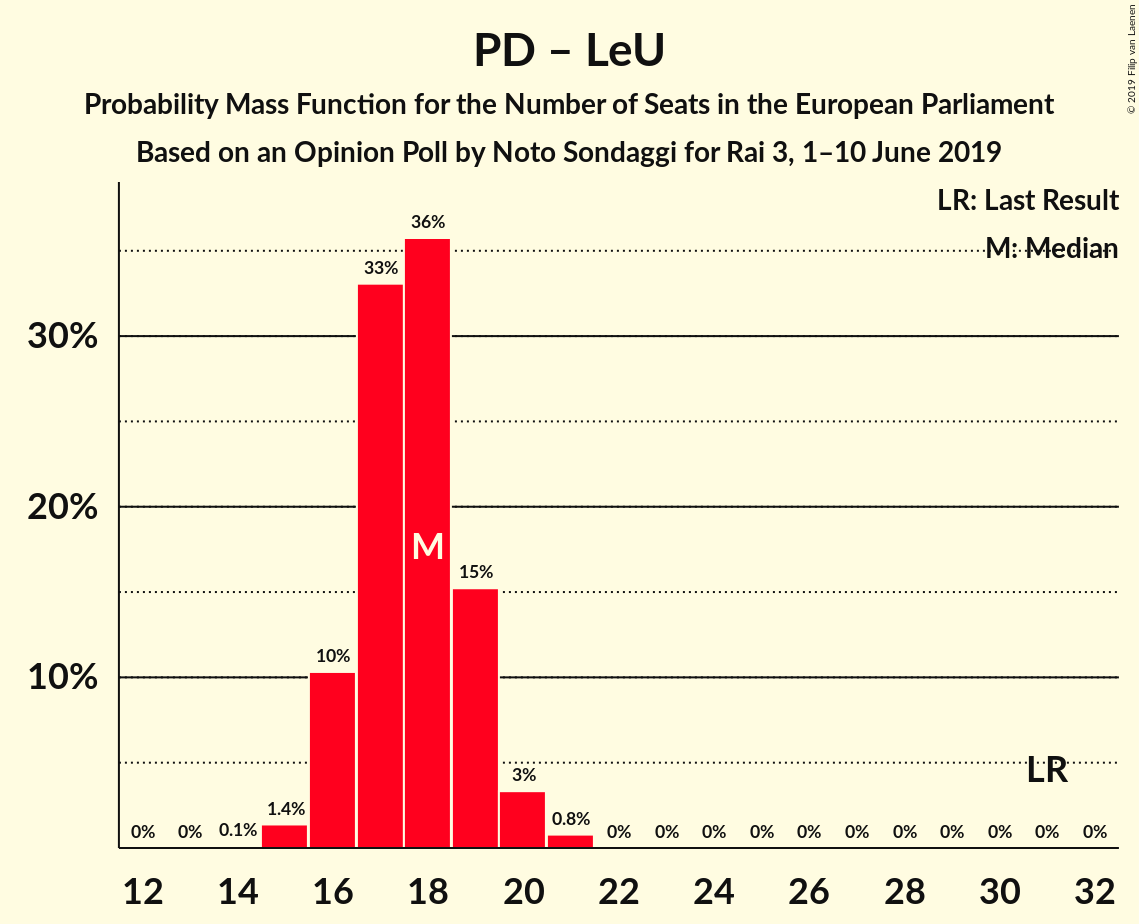 PD – LeU
Probability Mass Function for the Number of Seats in the European Parliament
Based on an Opinion Poll by Noto Sondaggi for Rai 3, 1–10 June 2019
© 2019 Filip van Laenen
LR: Last Result
M: Median
36%
33%
30%
20%
M
15%
10%
10%
LR
3%
1.4%
0.8%
0% 0% 0.1% 0% 0% 0% 0% 0% 0% 0% 0% 0% 0% 0%
12 14 16 18 20 22 24 26 28 30 32